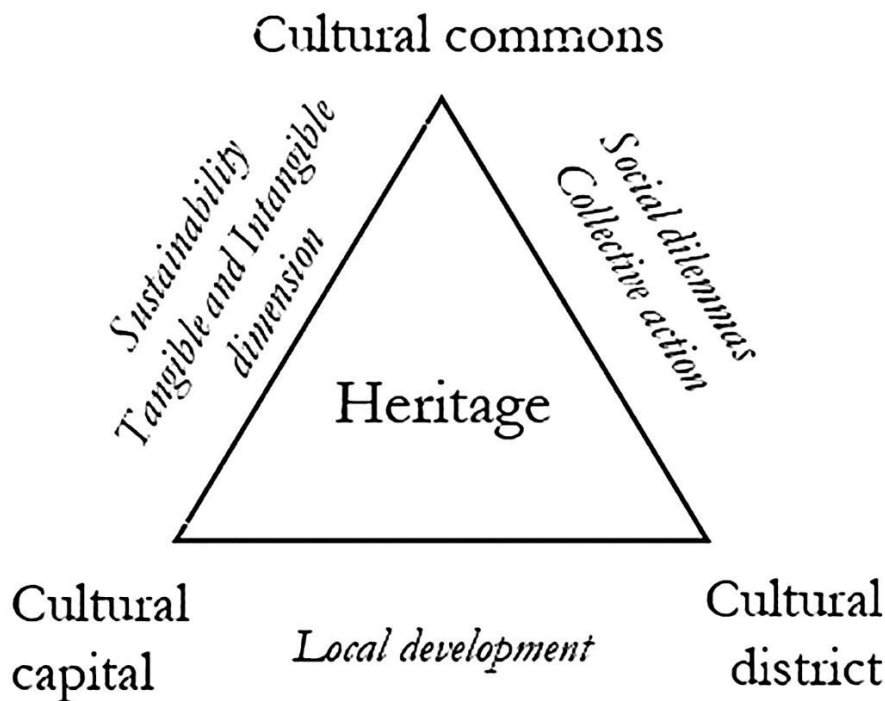 Cultural commons
Sustainability
Tangible and Intangible
dimension
Social dilemmas
Collective action
Heritage
Cultural
capital
Local development
Cultural
district